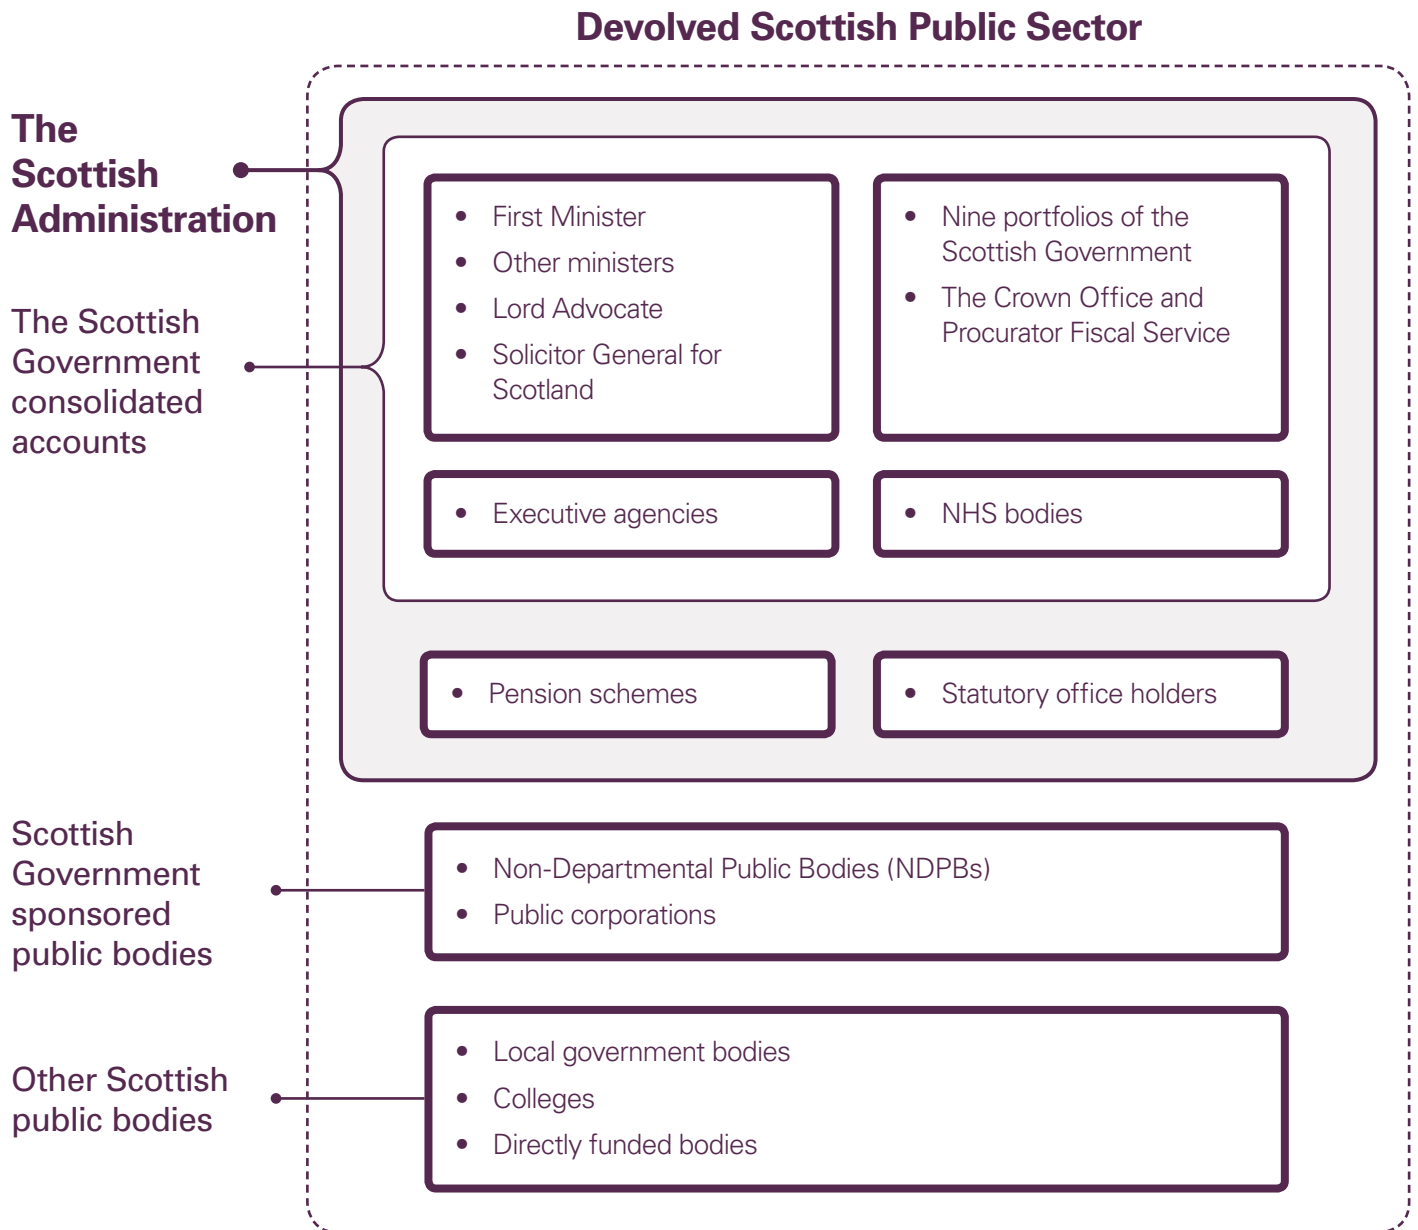 Devolved Scottish Public Sector
The
Scottish
Administration
The Scottish
Government
consolidated
accounts
• First Minister
• Other ministers
• Lord Advocate
• Solicitor General for
Scotland
• Nine portfolios of the
Scottish Government
• The Crown Office and
Procurator Fiscal Service
• Executive agencies
• NHS bodies
• Pension schemes
• Statutory office holders
Scottish
Government
sponsored
public bodies
• Non-Departmental Public Bodies (NDPBs)
• Public corporations
Other Scottish
public bodies
• Local government bodies
• Colleges
• Directly funded bodies